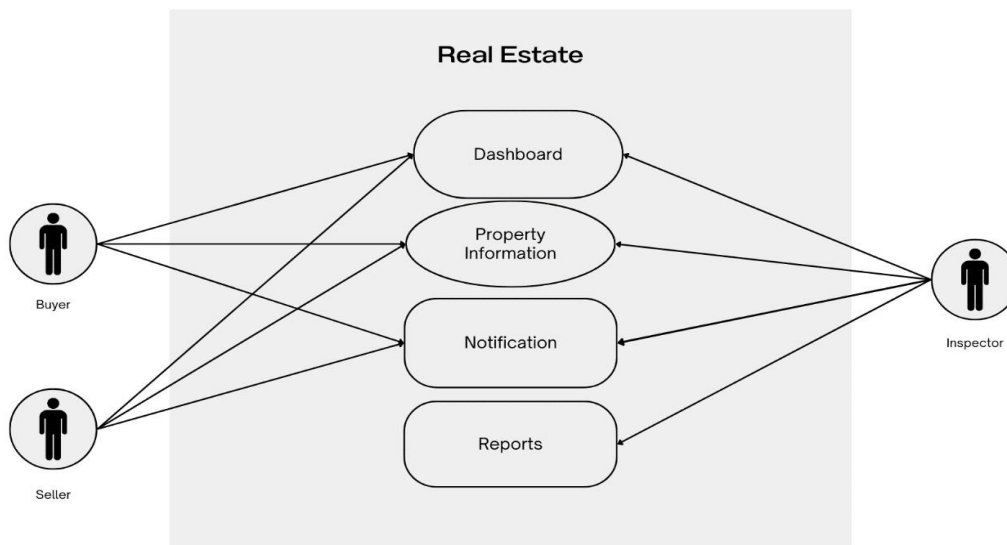 Real Estate
Dashboard
Property
Information
Notification
Reports
Buyer
Seller
Inspector